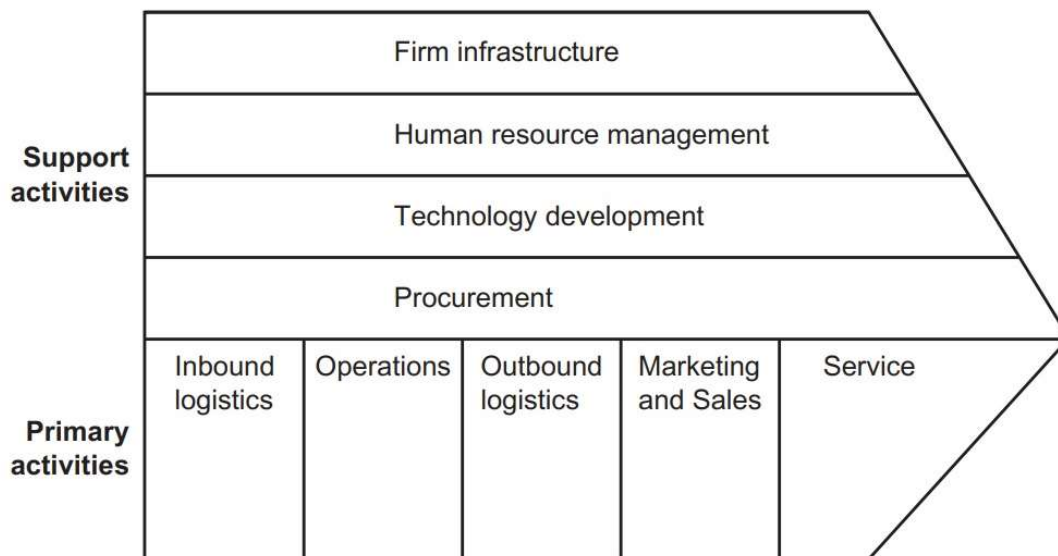 Firm infrastructure
Human resource management
Support
activities
Technology development
Procurement
Inbound
logistics
Operations
Outbound
logistics
Marketing
and Sales
Service
Primary
activities